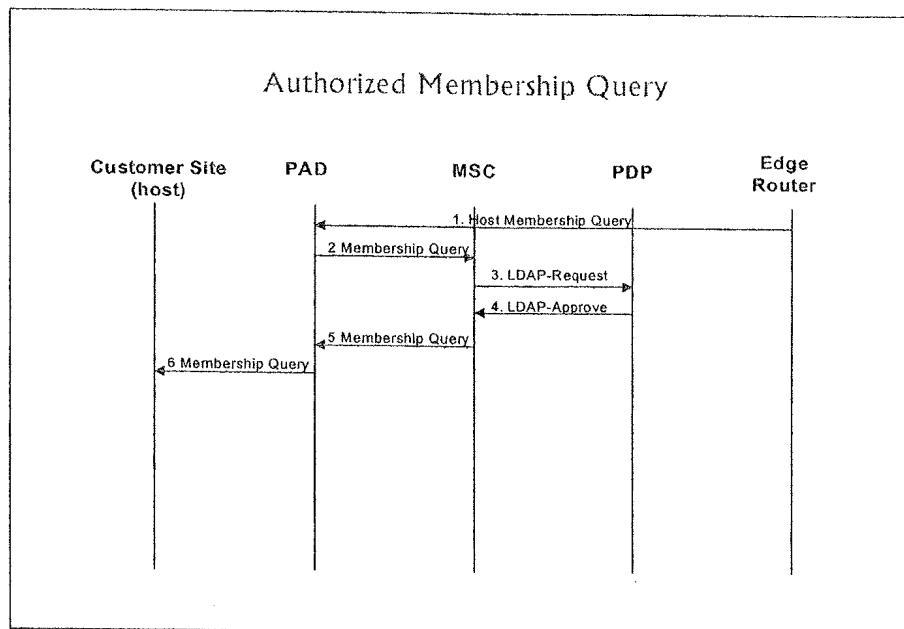 Authorized Membership Query
Customer Site
(host)
PAD
MSC
PDP
Edge
Router
1. Host Membership Query
2 Membership Query
3. LDAP-Request
4. LDAP-Approve
5 Membership Query
6 Membership Query